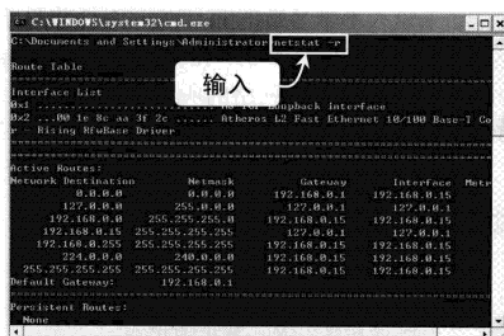 C:\WINDOWS\system32\cmd.exe
C:\Documents and Settings\Administrator>netstat -r
Route Table
输入
Interface List
0x1 ........................... MS TCP Loopback interface
0x2 ...00 1e 8c aa 3f 2c ...... Atheros L2 Fast Ethernet 10/100 Base-T Co
r - Rising RfwBase Driver
Active Routes:
Network Destination Netmask Gateway Interface Metr
0.0.0.0 0.0.0.0 192.168.0.1 192.168.0.15
127.0.0.0 255.0.0.0 127.0.0.1 127.0.0.1
192.168.0.0 255.255.255.0 192.168.0.15 192.168.0.15
192.168.0.15 255.255.255.255 127.0.0.1 127.0.0.1
192.168.0.255 255.255.255.255 192.168.0.15 192.168.0.15
224.0.0.0 240.0.0.0 192.168.0.15 192.168.0.15
255.255.255.255 255.255.255.255 192.168.0.15 192.168.0.15
Default Gateway: 192.168.0.1
Persistent Routes:
None